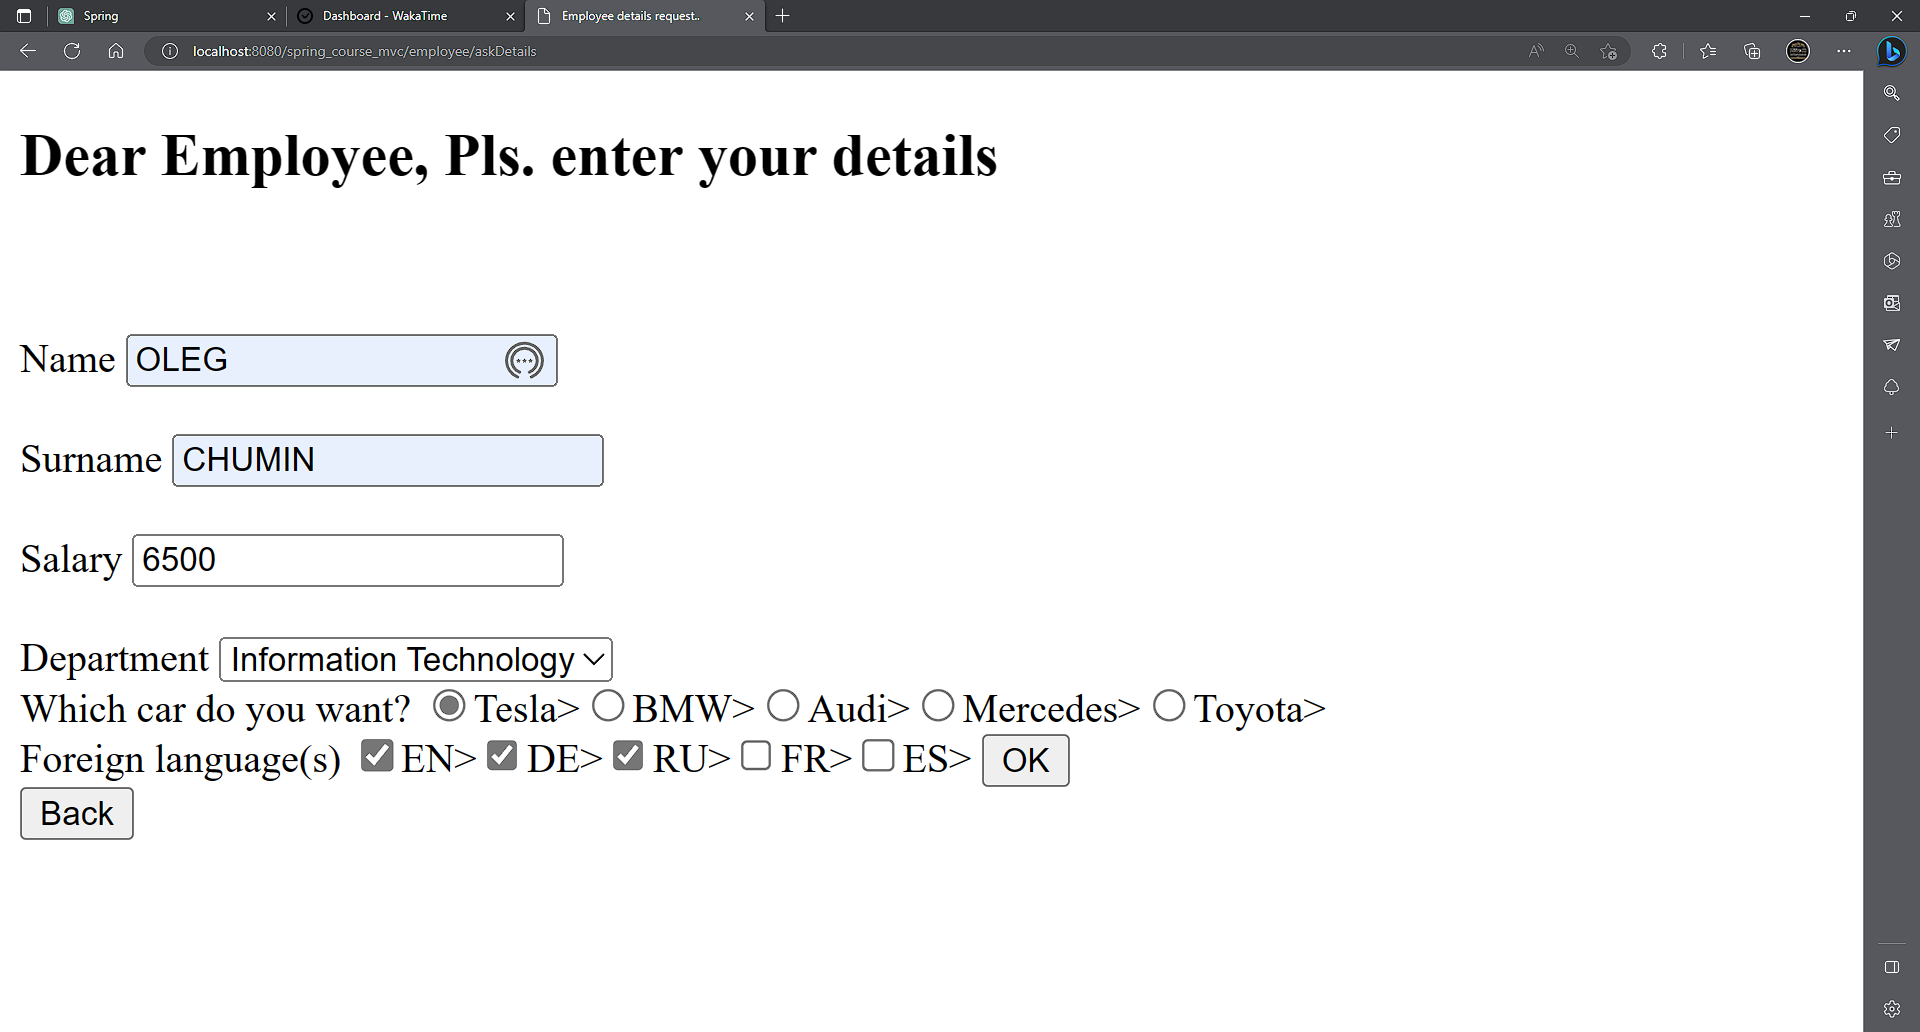 Spring
Dashboard - WakaTime
Employee details request..
localhost:8080/spring_course_mvc/employee/askDetails
Dear Employee, Pls. enter your details
Name OLEG
Surname CHUMIN
Salary 6500
Department Information Technology
Which car do you want? Tesla> BMW> Audi> Mercedes> Toyota>
Foreign language(s) EN> DE> RU> FR> ES> OK
Back